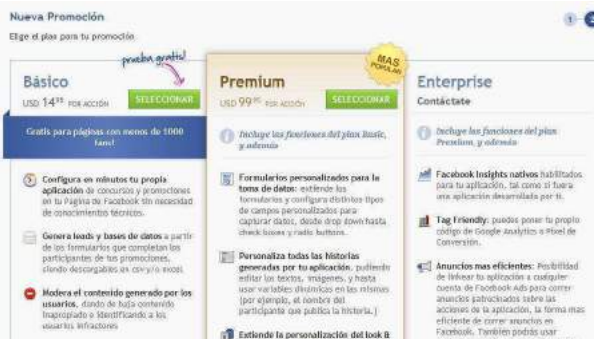 Nueva Promoción
Elige el plan para tu promoción
1
2
prueba gratis!
Básico
USD 14⁹⁵ POR ACCIÓN
SELECCIONAR
Gratis para páginas con menos de 1000
fans!
Configura en minutos tu propia
aplicación de concursos y promociones
en tu Pagina de Facebook sin necesidad
de conocimientos técnicos.
Genera leads y bases de datos a partir
de los formularios que completan los
participantes de tus promociones,
siendo descargables en csv y/o excel
Modera el contenido generado por los
usuarios, dando de baja contenido
inapropiado e identificando a los
usuarios infractores
MAS
POPULAR
Premium
USD 99⁹⁵ POR ACCIÓN
SELECCIONAR
Incluye las funciones del plan Basic,
y además
Formularios personalizados para la
toma de datos: extiende los
formularios y configura distintos tipos
de campos personalizados para
capturar datos, desde drop down hasta
check boxes y radio buttons.
Personaliza todas las historias
generadas por tu aplicación, pudiendo
editar los textos, imágenes, y hasta
usar variables dinámicas en las mismas
(por ejemplo, el nombre del
participante que publica la historia.)
Extiende la personalización del look &
Enterprise
Contáctate
Incluye las funciones del plan
Premium, y además
Facebook Insights nativos habilitados
para tu aplicación, tal como si fuera
una aplicación desarrollada por ti.
Tag Friendly: puedes poner tu propio
código de Google Analytics o Pixel de
Conversión.
Anuncios mas eficientes: Posibilidad
de linkear tu aplicación a cualquier
cuenta de Facebook Ads para correr
anuncios patrocinados sobre las
acciones de la aplicación, la forma mas
eficiente de correr anuncios en
Facebook. También podrás usar